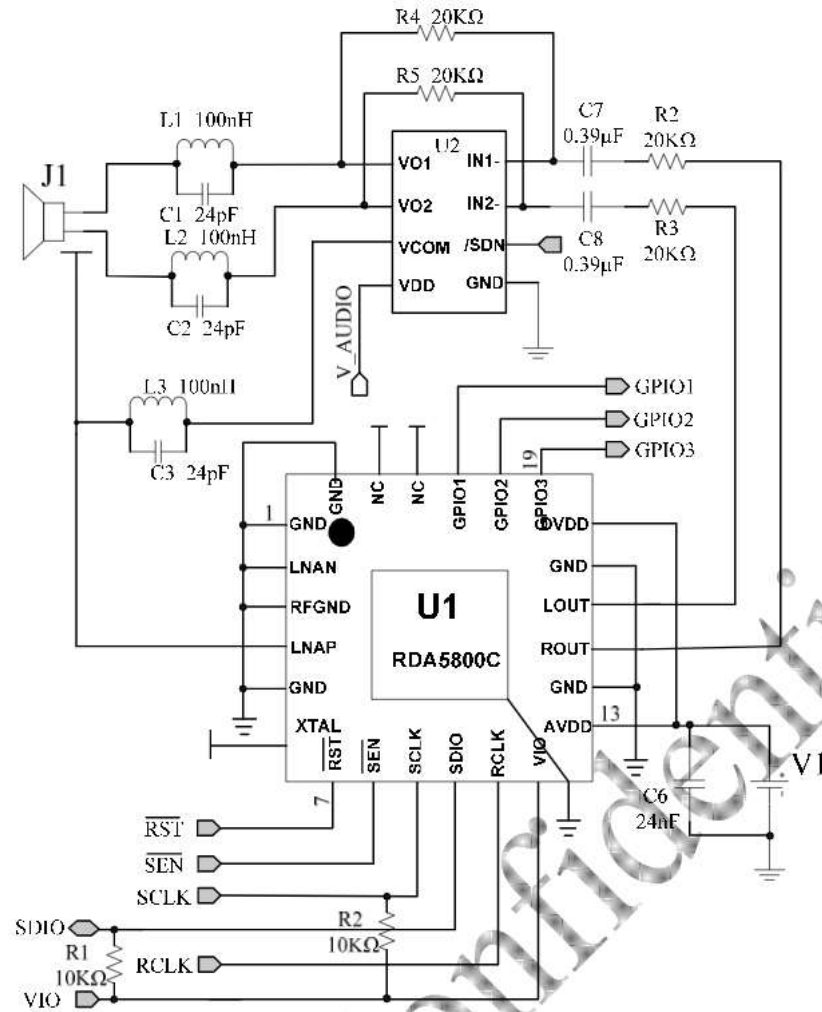 R4 20KΩ
R5 20KΩ
L1 100nH
C7
0.39μF
R2
20KΩ
U2
J1
VO1
IN1-
C1 24pF
L2 100nH
VO2
IN2-
C8
0.39μF
R3
20KΩ
VCOM
/SDN
VDD
GND
C2 24pF
V_AUDIO
L3 100nH
C3 24pF
GPIO1
GPIO2
GPIO3
19
GND
NC
NC
GPIO1
GPIO2
GPIO3
1
GND
DVDD
LNAN
GND
RFGND
U1
LOUT
LNAP
RDA5800C
ROUT
GND
GND
XTAL
AVDD
13
RST
SEN
SCLK
SDIO
RCLK
VIO
V1
C6
24nF
7
RST
SEN
SCLK
SDIO
R1
10KΩ
R2
10KΩ
RCLK
VIO
onfidenti